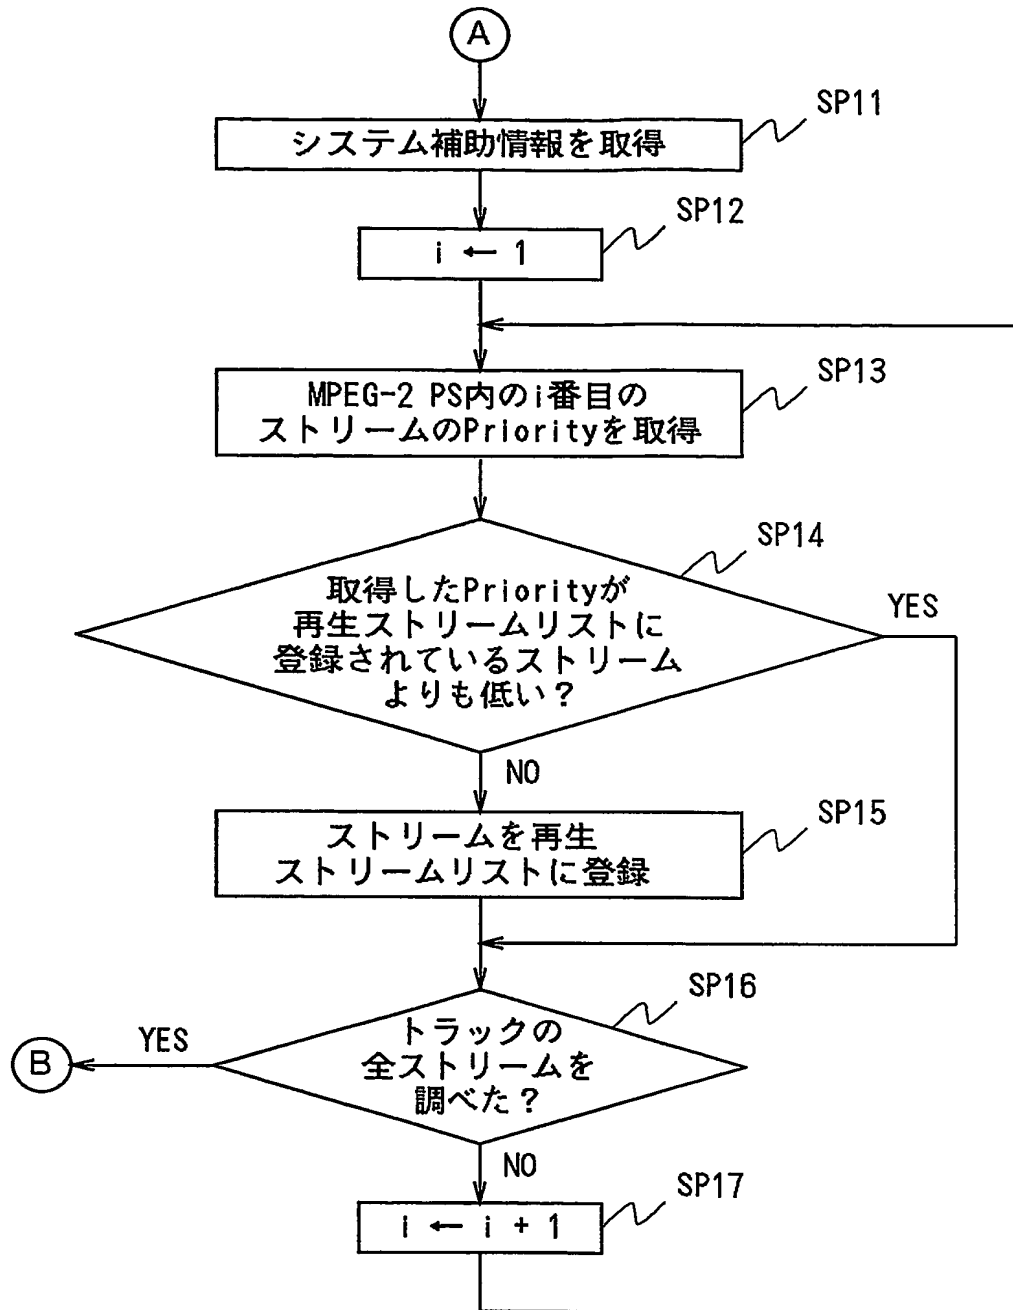 A
SP11
システム補助情報を取得
SP12
i ← 1
SP13
MPEG-2 PS内のi番目の
ストリームのPriorityを取得
SP14
取得したPriorityが
再生ストリームリストに
登録されているストリーム
よりも低い？
YES
NO
SP15
ストリームを再生
ストリームリストに登録
SP16
トラックの
全ストリームを
調べた？
YES
B
NO
SP17
i ← i + 1